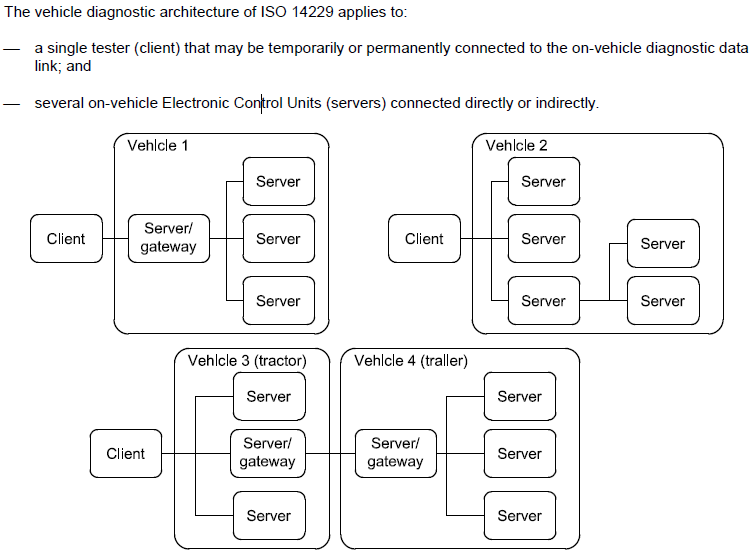 The vehicle diagnostic architecture of ISO 14229 applies to:
— a single tester (client) that may be temporarily or permanently connected to the on-vehicle diagnostic data
link; and
— several on-vehicle Electronic Control Units (servers) connected directly or indirectly.
Vehicle 1
Client
Server/
gateway
Server
Server
Server
Vehicle 2
Client
Server
Server
Server
Server
Server
Vehicle 3 (tractor)
Client
Server
Server/
gateway
Server
Vehicle 4 (trailer)
Server/
gateway
Server
Server
Server